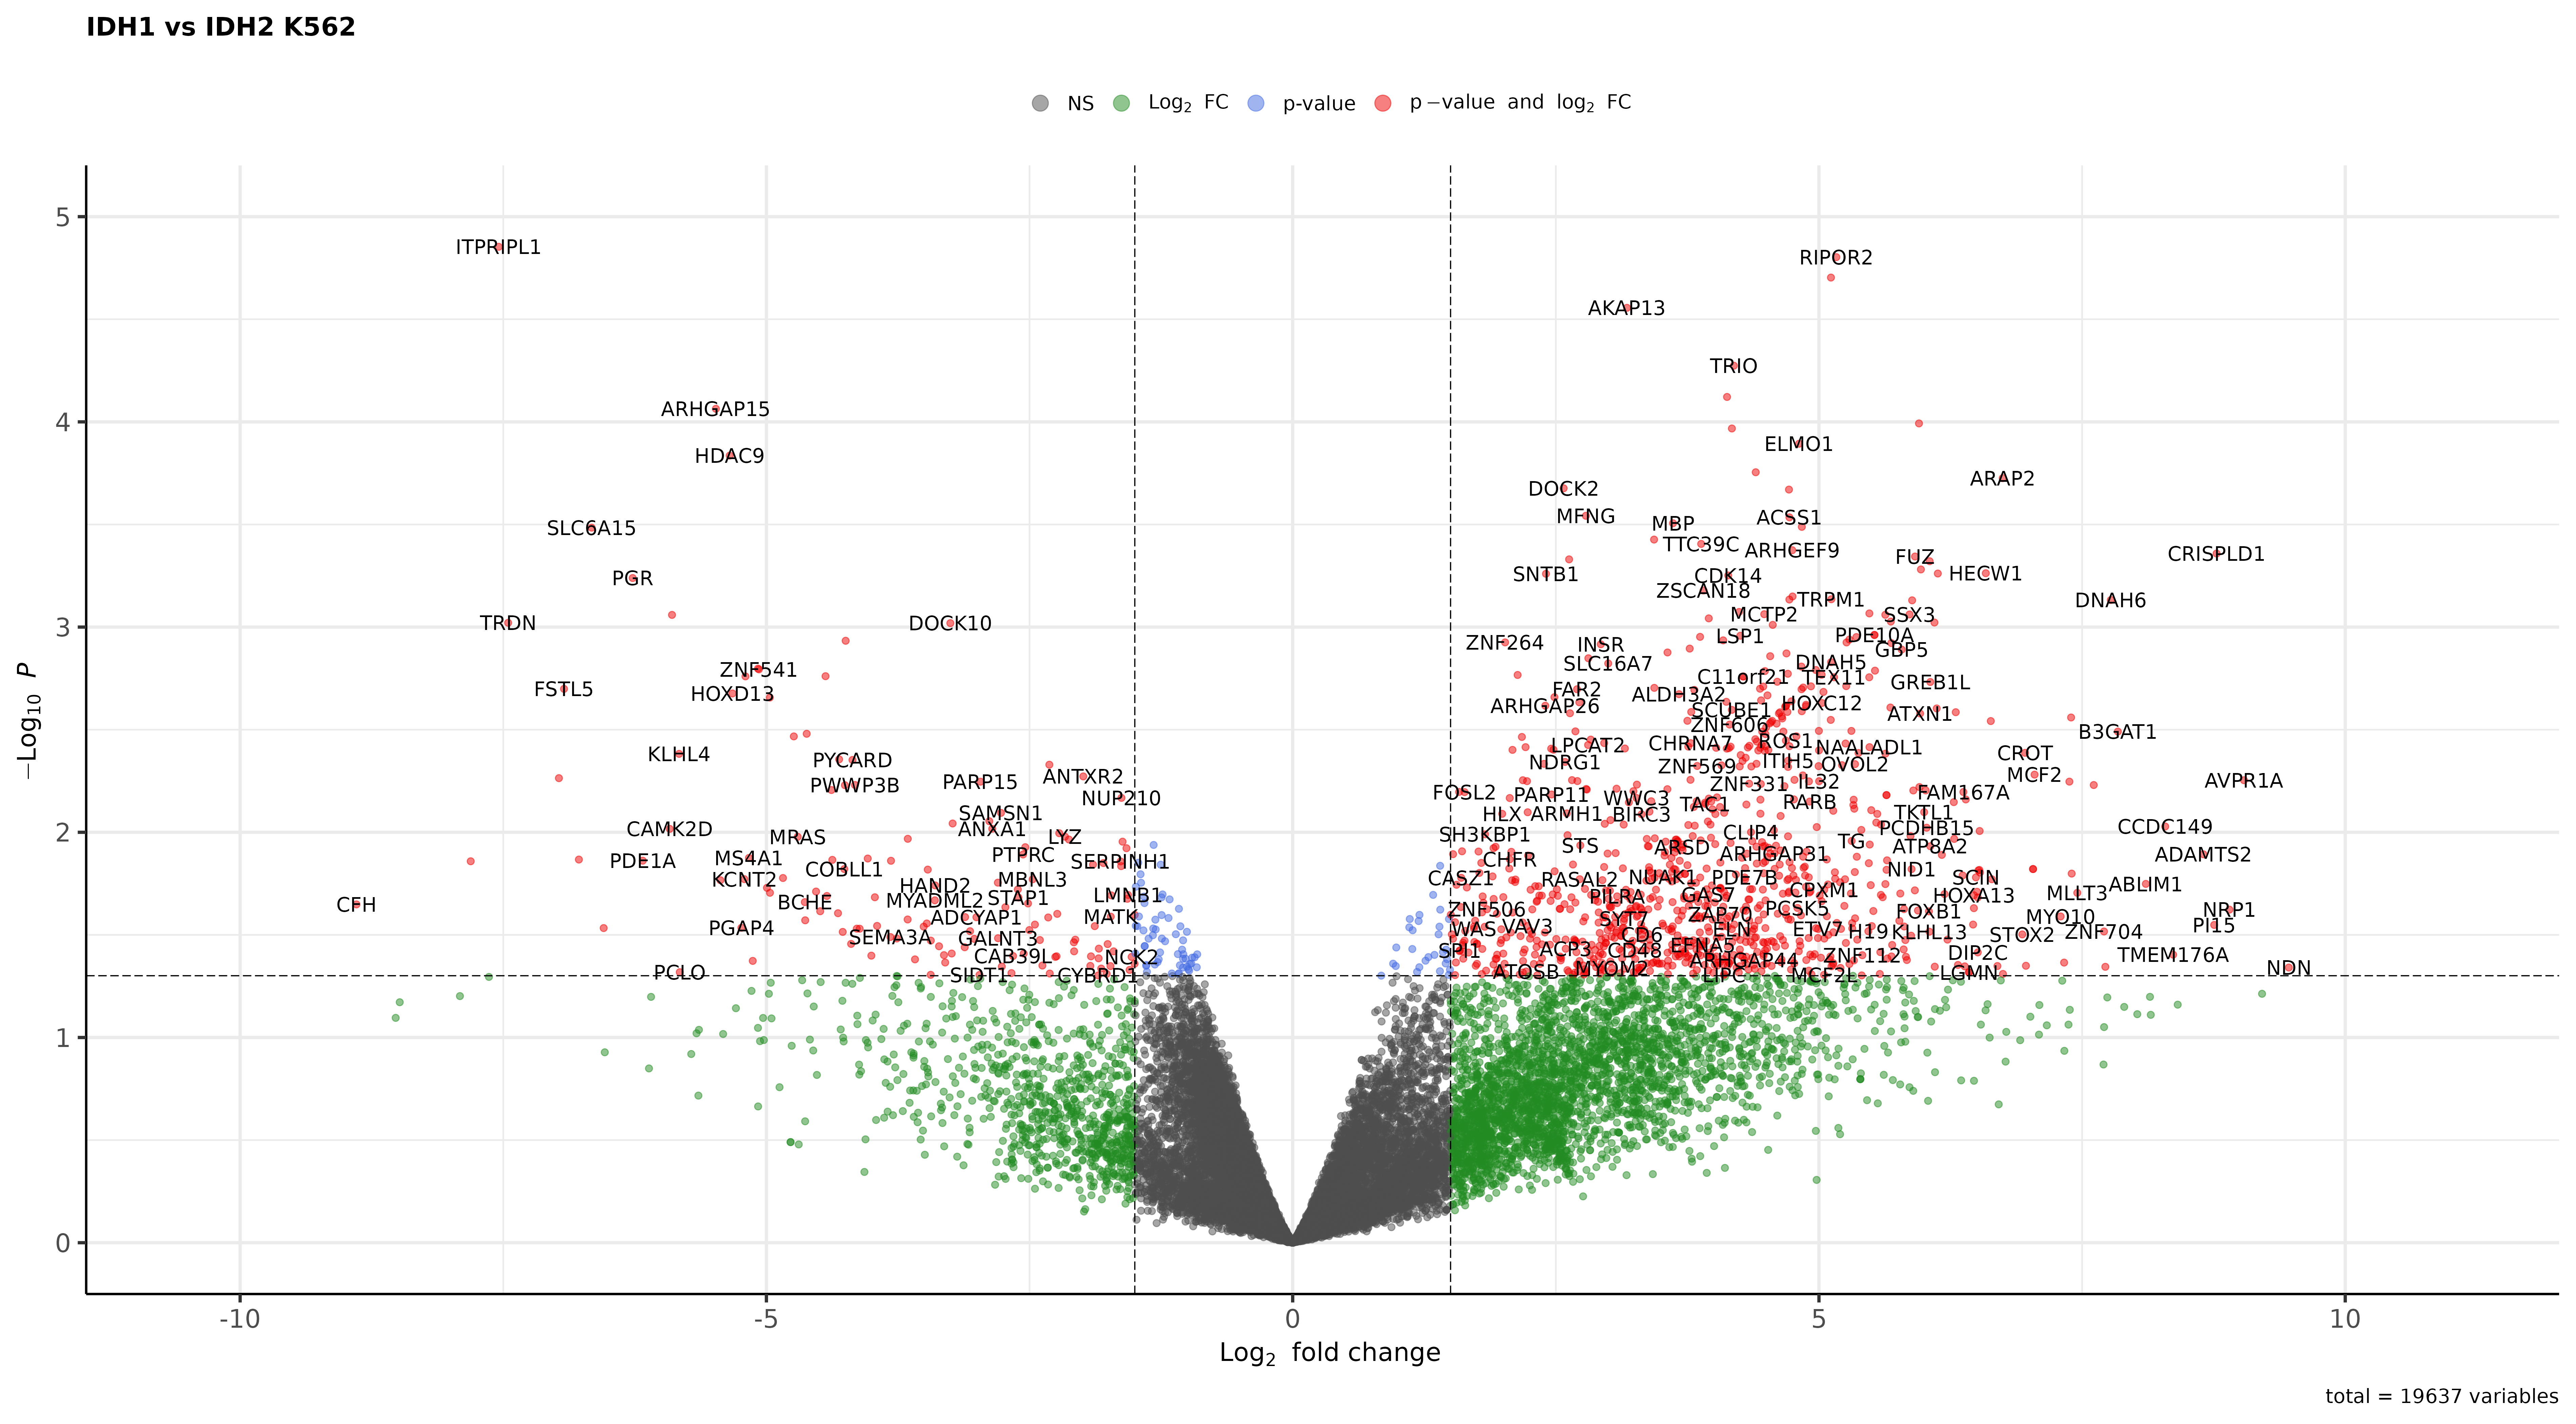 IDH1 vs IDH2 K562
NS Log2 FC p-value p−value and log2 FC
−Log10 P
5
4
3
2
1
0
ITPRIPL1
RIPOR2
AKAP13
TRIO
ARHGAP15
ELMO1
HDAC9
ARAP2
DOCK2
MFNG
ACSS1
MBP
SLC6A15
TTC39C
ARHGEF9
CRISPLD1
FUZ
SNTB1
CDK14
HECW1
PGR
ZSCAN18
TRPM1
DNAH6
MCTP2
SSX3
TRDN
DOCK10
LSP1
PDE10A
ZNF264
INSR
GBP5
SLC16A7
DNAH5
ZNF541
C11orf21
TEX11
GREB1L
FSTL5
FAR2
HOXD13
ALDH3A2
HOXC12
ARHGAP26
SCUBE1
ATXN1
ZNF606
B3GAT1
ROS1
CHRNA7
LPCAT2
NAALADL1
KLHL4
CROT
PYCARD
ITIH5
NDRG1
OVOL2
ZNF569
MCF2
ANTXR2
AVPR1A
PARP15
IL32
ZNF331
PWWP3B
FOSL2
FAM167A
PARP11
NUP210
WWC3
RARB
TAC1
SAMSN1
HLX
ARMH1
BIRC3
TKTL1
CCDC149
PCDHB15
CAMK2D
ANXA1
CLIP4
SH3KBP1
MRAS
LYZ
TG
STS
ATP8A2
ARSD
PTPRC
ARHGAP31
ADAMTS2
MS4A1
CHFR
PDE1A
SERPINH1
COBLL1
NID1
KCNT2
MBNL3
CASZ1
RASAL2
NUAK1
PDE7B
SCIN
ABLIM1
HAND2
CPXM1
MLLT3
LMNB1
GAS7
HOXA13
PILRA
STAP1
MYADML2
BCHE
CFH
ZNF506
PCSK5
FOXB1
NRP1
ZAP70
ADCYAP1
MATK
SYT7
MYO10
PI15
PGAP4
WAS
VAV3
ELN
ETV7
H19
KLHL13
STOX2
ZNF704
CD6
SEMA3A
GALNT3
EFNA5
SPI1
ACP3
CD48
DIP2C
ZNF112
TMEM176A
CAB39L
NCK2
ARHGAP44
MYOM2
NDN
PCLO
ATOSB
LGMN
SIDT1
CYBRD1
LIPC
MCF2L
-10
-5
0
5
10
Log2 fold change
total = 19637 variables